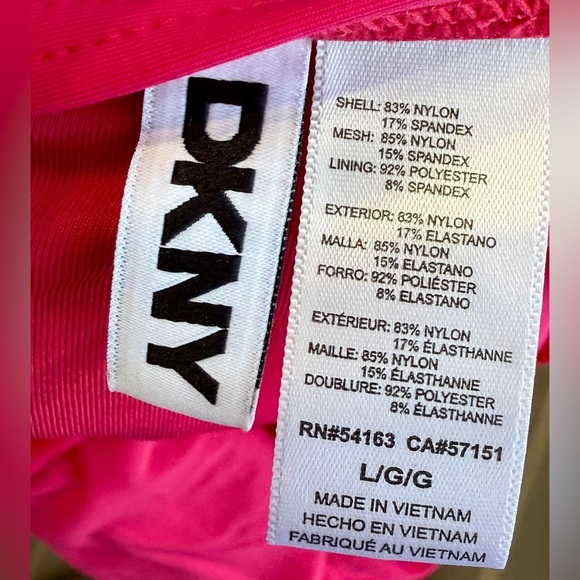 DKNY
SHELL: 83% NYLON
17% SPANDEX
MESH: 85% NYLON
15% SPANDEX
LINING: 92% POLYESTER
8% SPANDEX
EXTERIOR: 83% NYLON
17% ELASTANO
MALLA: 85% NYLON
15% ELASTANO
FORRO: 92% POLIÉSTER
8% ELASTANO
EXTÉRIEUR: 83% NYLON
17% ÉLASTHANNE
MAILLE: 85% NYLON
15% ÉLASTHANNE
DOUBLURE: 92% POLYESTER
8% ÉLASTHANNE
RN#54163 CA#57151
L/G/G
MADE IN VIETNAM
HECHO EN VIETNAM
FABRIQUÉ AU VIETNAM